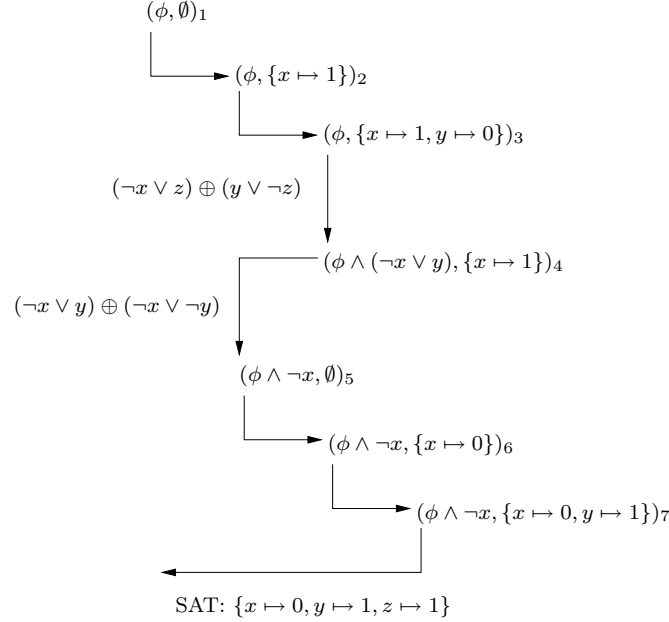 (ϕ, ∅)₁
(ϕ, {x ↦ 1})₂
(ϕ, {x ↦ 1, y ↦ 0})₃
(¬x ∨ z) ⊕ (y ∨ ¬z)
(ϕ ∧ (¬x ∨ y), {x ↦ 1})₄
(¬x ∨ y) ⊕ (¬x ∨ ¬y)
(ϕ ∧ ¬x, ∅)₅
(ϕ ∧ ¬x, {x ↦ 0})₆
(ϕ ∧ ¬x, {x ↦ 0, y ↦ 1})₇
SAT: {x ↦ 0, y ↦ 1, z ↦ 1}